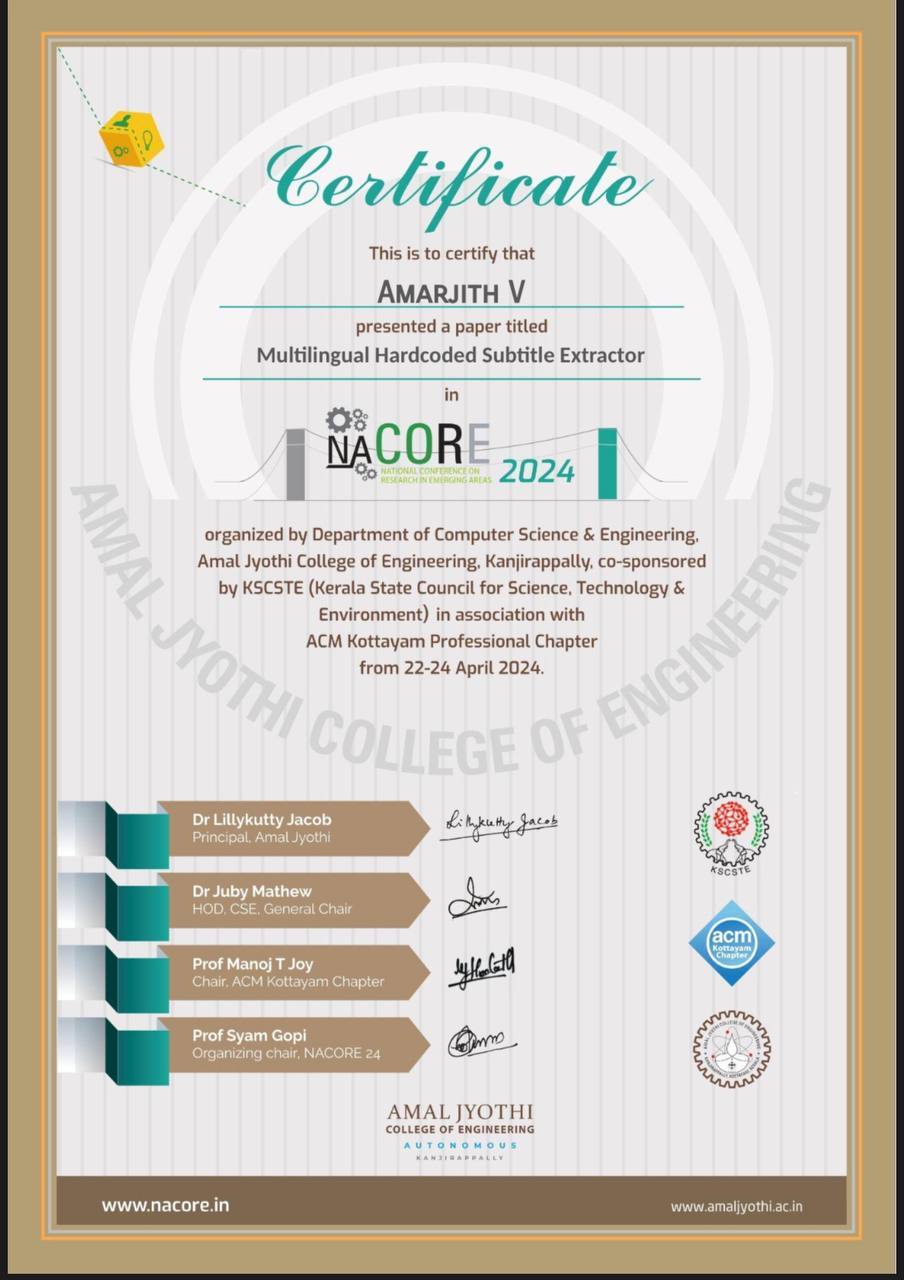 Certificate
This is to certify that
AMARJITH V
presented a paper titled
Multilingual Hardcoded Subtitle Extractor
in
NACORE
NATIONAL CONFERENCE ON
RESEARCH IN EMERGING AREAS
2024
organized by Department of Computer Science & Engineering,
Amal Jyothi College of Engineering, Kanjirappally, co-sponsored
by KSCSTE (Kerala State Council for Science, Technology &
Environment) in association with
ACM Kottayam Professional Chapter
from 22-24 April 2024.
AMAL JYOTHI COLLEGE OF ENGINEERING
Dr Lillykutty Jacob
Principal, Amal Jyothi
Lillykutty Jacob
KSCSTE
Dr Juby Mathew
HOD, CSE, General Chair
acm
Kottayam
Chapter
Prof Manoj T Joy
Chair, ACM Kottayam Chapter
Prof Syam Gopi
Organizing chair, NACORE 24
AMAL JYOTHI
COLLEGE OF ENGINEERING
AUTONOMOUS
KANJIRAPPALLY
www.nacore.in
www.amaljyothi.ac.in